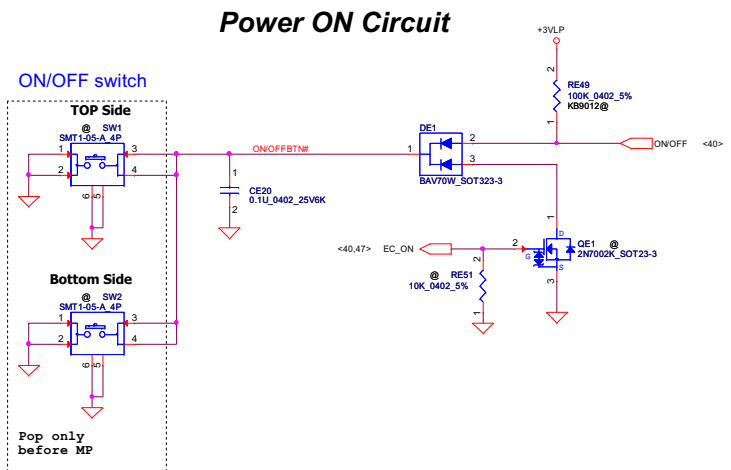 Power ON Circuit
+3VLP
ON/OFF switch
TOP Side
@ SW1
SMT1-05-A_4P
1
2
3
4
6
5
ON/OFFBTN#
1
CE20
0.1U_0402_25V6K
2
DE1
1
2
3
BAV70W_SOT323-3
2
RE49
100K_0402_5%
KB9012@
1
ON/OFF <40>
<40,47> EC_ON
2
@ RE51
10K_0402_5%
1
1
D
2
G
S
3
QE1 @
2N7002K_SOT23-3
Bottom Side
@ SW2
SMT1-05-A_4P
1
2
3
4
6
5
Pop only
before MP